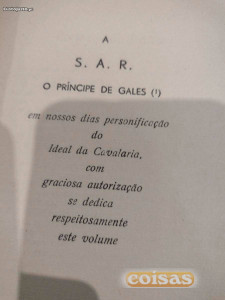 A
S. A. R.
O PRÍNCIPE DE GALES (1)
em nossos dias personificação
do
Ideal da Cavalaria,
com
graciosa autorização
se dedica
respeitosamente
este volume
coisas